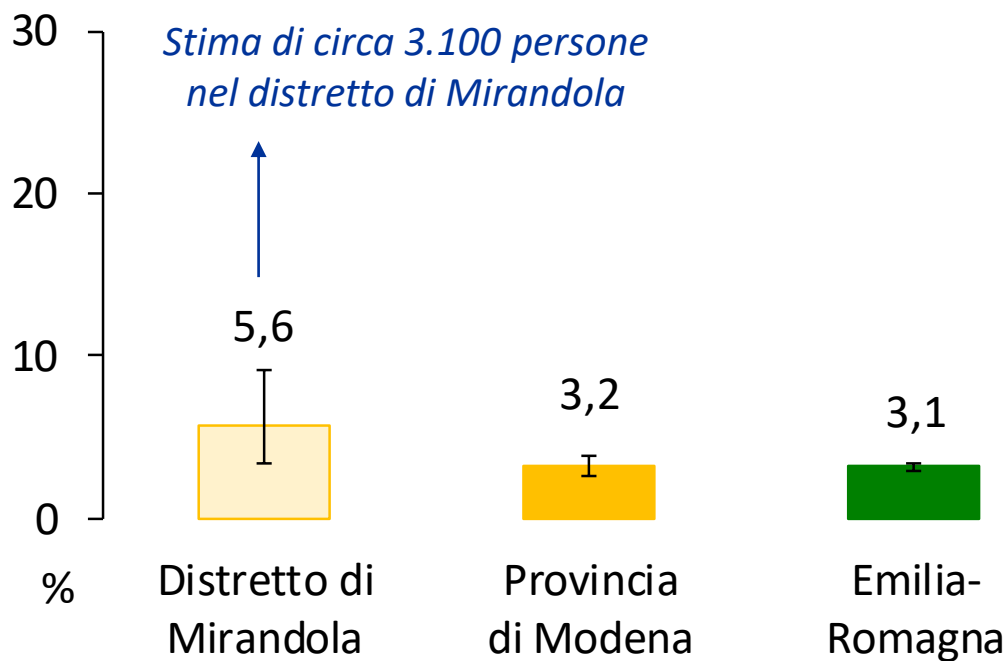 Stima di circa 3.100 persone
nel distretto di Mirandola
30
20
10
0
%
5,6
3,2
3,1
Distretto di
Mirandola
Provincia
di Modena
Emilia-
Romagna